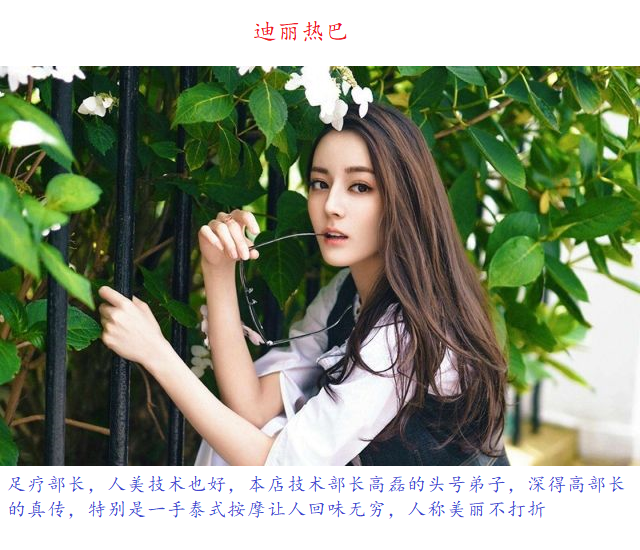 迪丽热巴
足疗部长，人美技术也好，本店技术部长高磊的头号弟子，深得高部长
的真传，特别是一手泰式按摩让人回味无穷，人称美丽不打折